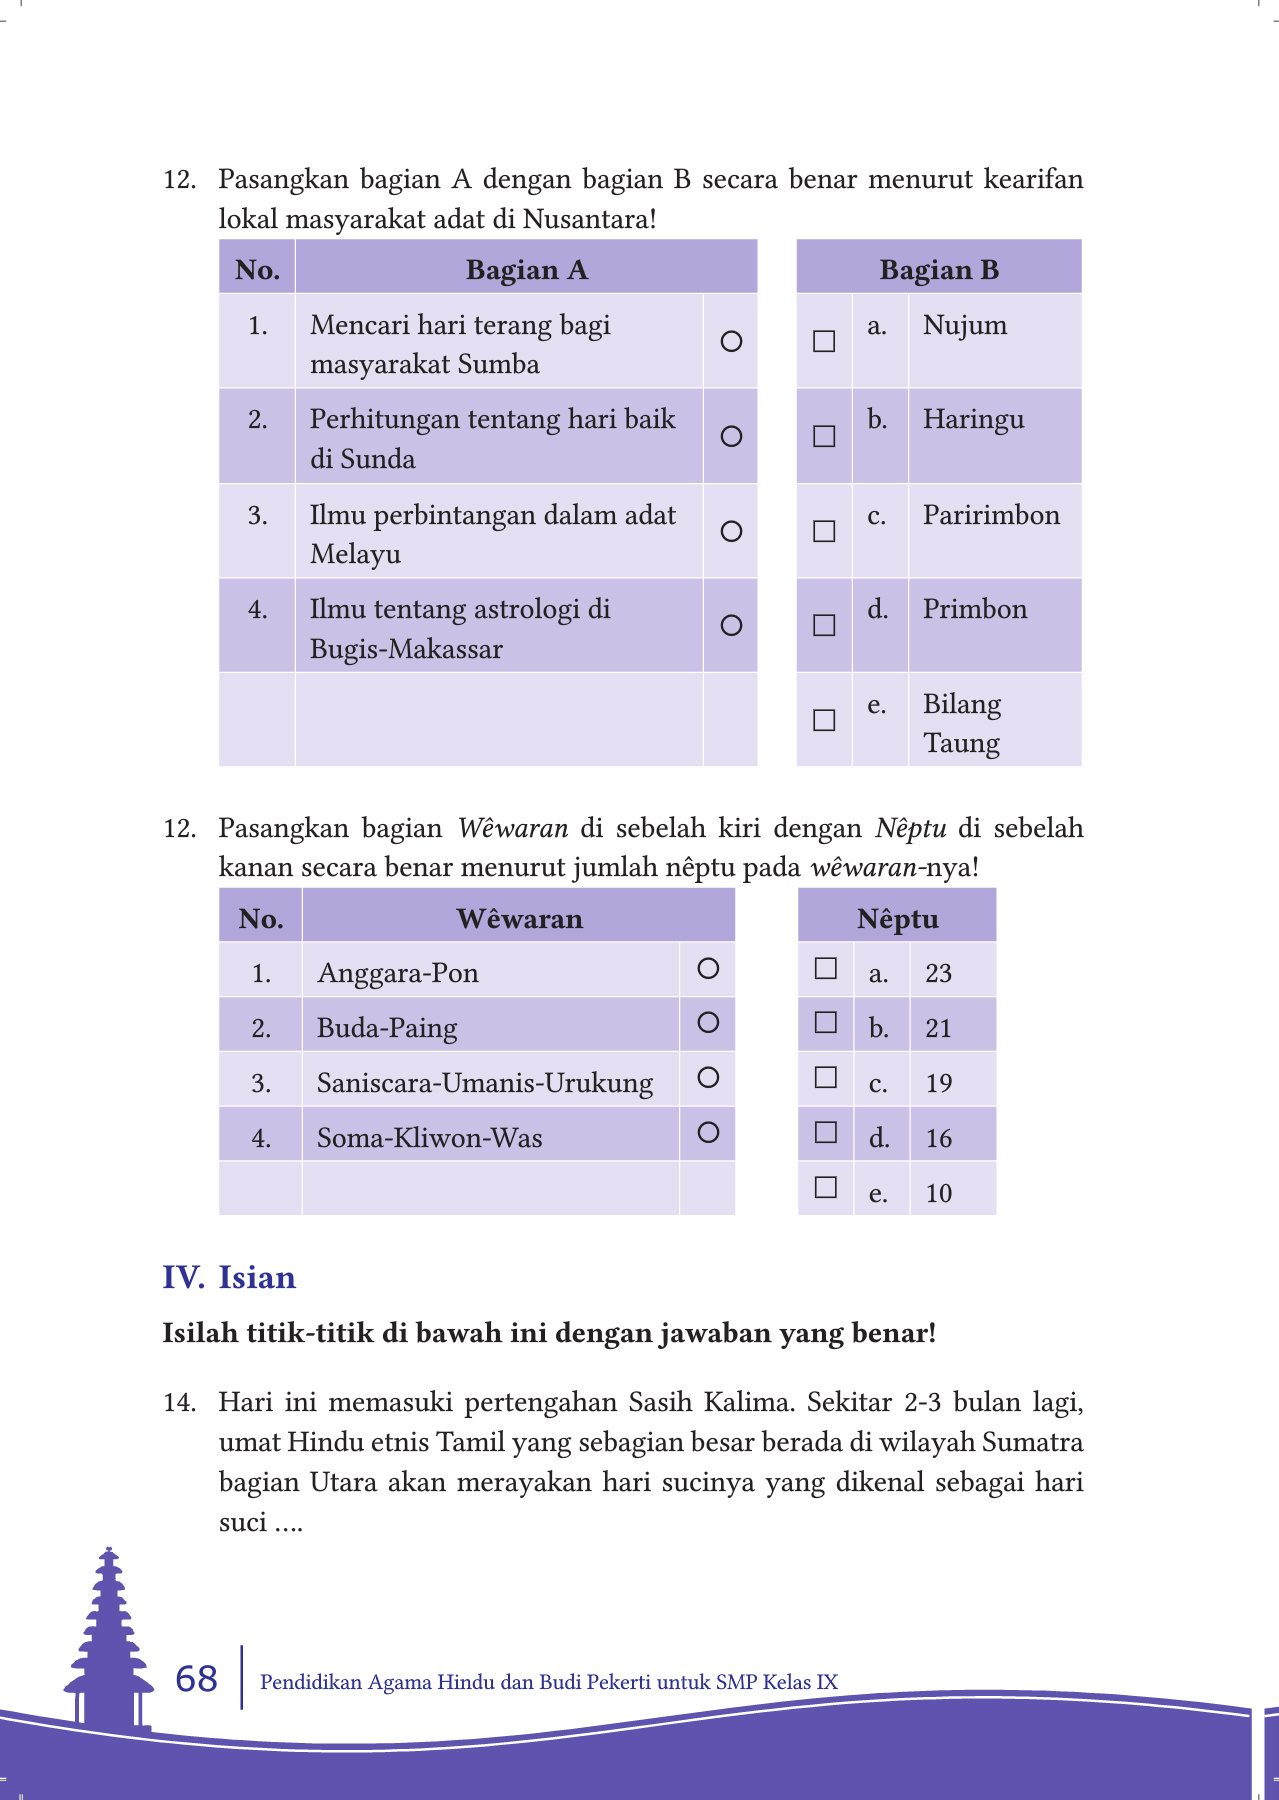 12. Pasangkan bagian A dengan bagian B secara benar menurut kearifan
lokal masyarakat adat di Nusantara!
No. Bagian A Bagian B
1. Mencari hari terang bagi
masyarakat Sumba
a. Nujum
2. Perhitungan tentang hari baik
di Sunda
b. Haringu
3. Ilmu perbintangan dalam adat
Melayu
c. Paririmbon
4. Ilmu tentang astrologi di
Bugis-Makassar
d. Primbon
e. Bilang
Taung
12. Pasangkan bagian Wêwaran di sebelah kiri dengan Nêptu di sebelah
kanan secara benar menurut jumlah nêptu pada wêwaran-nya!
No. Wêwaran Nêptu
1. Anggara-Pon a. 23
2. Buda-Paing b. 21
3. Saniscara-Umanis-Urukung c. 19
4. Soma-Kliwon-Was d. 16
e. 10
IV. Isian
Isilah titik-titik di bawah ini dengan jawaban yang benar!
14. Hari ini memasuki pertengahan Sasih Kalima. Sekitar 2-3 bulan lagi,
umat Hindu etnis Tamil yang sebagian besar berada di wilayah Sumatra
bagian Utara akan merayakan hari sucinya yang dikenal sebagai hari
suci ....
68 Pendidikan Agama Hindu dan Budi Pekerti untuk SMP Kelas IX